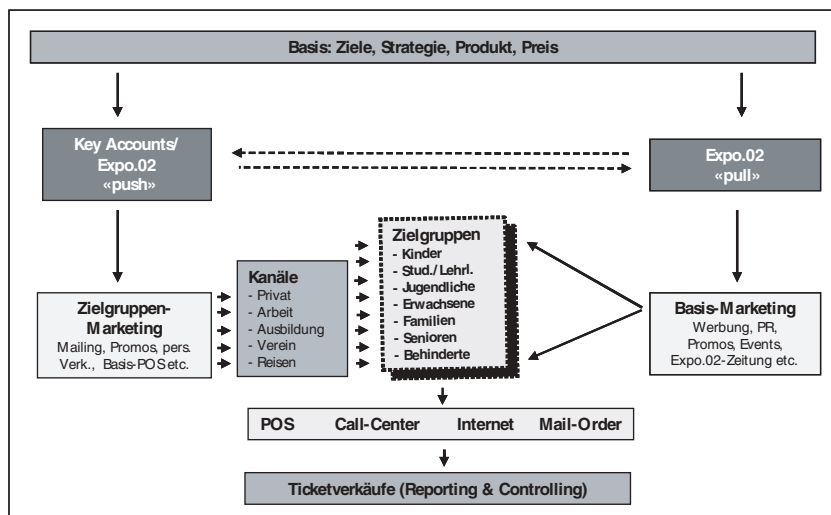 Basis: Ziele, Strategie, Produkt, Preis
Key Accounts/
Expo.02
«push»
Expo.02
«pull»
Zielgruppen-
Marketing
Mailing, Promos, pers.
Verk., Basis-POS etc.
Kanäle
- Privat
- Arbeit
- Ausbildung
- Verein
- Reisen
Zielgruppen
- Kinder
- Stud./Lehrl.
- Jugendliche
- Erwachsene
- Familien
- Senioren
- Behinderte
Basis-Marketing
Werbung, PR,
Promos, Events,
Expo.02-Zeitung etc.
POS Call-Center Internet Mail-Order
Ticketverkäufe (Reporting & Controlling)